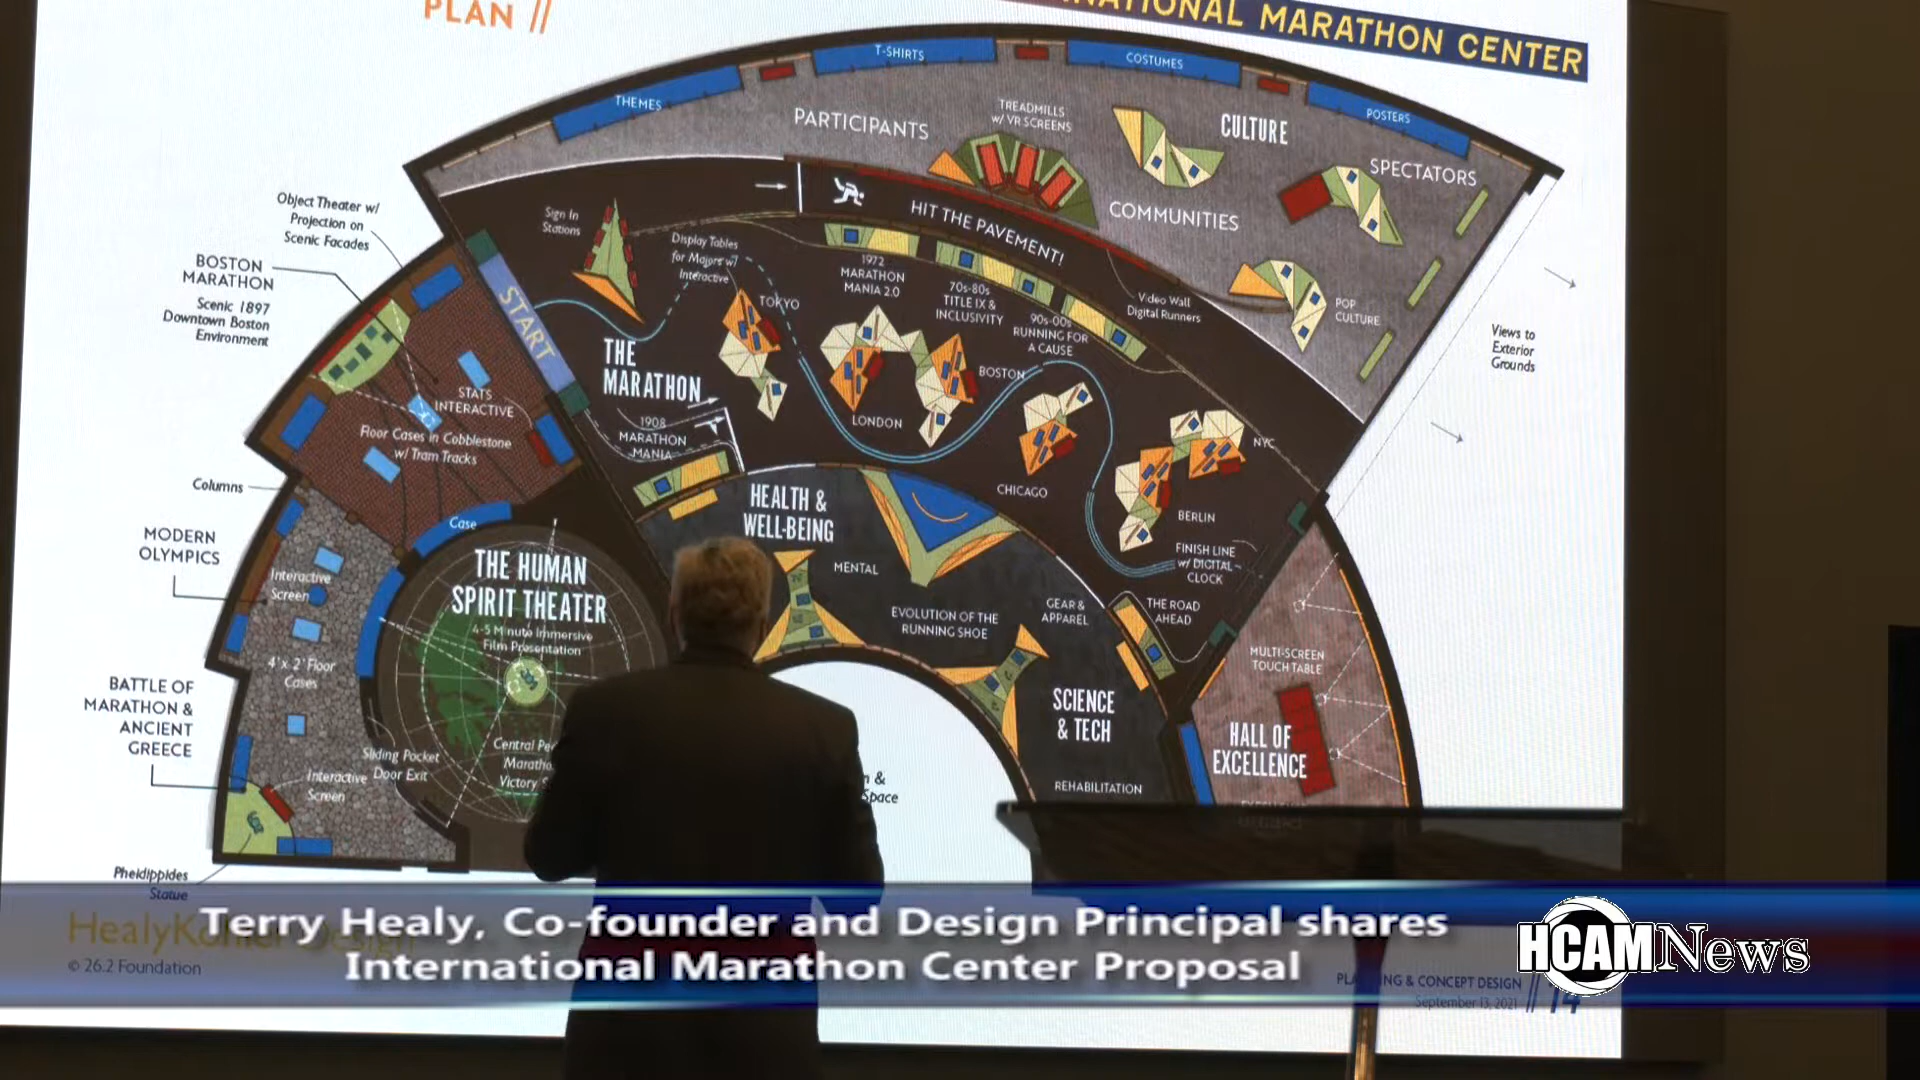 PLAN //
NATIONAL MARATHON CENTER
T-SHIRTS
COSTUMES
THEMES
POSTERS
PARTICIPANTS
TREADMILLS
w/ VR SCREENS
CULTURE
SPECTATORS
COMMUNITIES
POP
CULTURE
HIT THE PAVEMENT!
Video Wall
Digital Runners
Views to
Exterior
Grounds
Object Theater w/
Projection on
Scenic Facades
BOSTON
MARATHON
Scenic 1897
Downtown Boston
Environment
Sign In
Stations
Display Tables
for Majors w/
Interactive
START
THE
MARATHON
TOKYO
1972
MARATHON
MANIA 2.0
70s-80s
TITLE IX &
INCLUSIVITY
90s-00s
RUNNING FOR
A CAUSE
BOSTON
LONDON
CHICAGO
NYC
BERLIN
FINISH LINE
w/ DIGITAL
CLOCK
1908
MARATHON
MANIA
STATS
INTERACTIVE
Floor Cases in Cobblestone
w/ Tram Tracks
Columns
Case
MODERN
OLYMPICS
Interactive
Screen
4' x 2' Floor
Cases
BATTLE OF
MARATHON &
ANCIENT
GREECE
Interactive
Screen
Sliding Pocket
Door Exit
Pheidippides
Statue
THE HUMAN
SPIRIT THEATER
4-5 Minute Immersive
Film Presentation
Central
Victory
HEALTH &
WELL-BEING
MENTAL
EVOLUTION OF THE
RUNNING SHOE
GEAR &
APPAREL
THE ROAD
AHEAD
SCIENCE
& TECH
REHABILITATION
MULTI-SCREEN
TOUCH TABLE
HALL OF
EXCELLENCE
&
Space
Terry Healy, Co-founder and Design Principal shares
International Marathon Center Proposal
HCAMNews
© 26.2 Foundation
& CONCEPT DESIGN
September 13, 2021
14